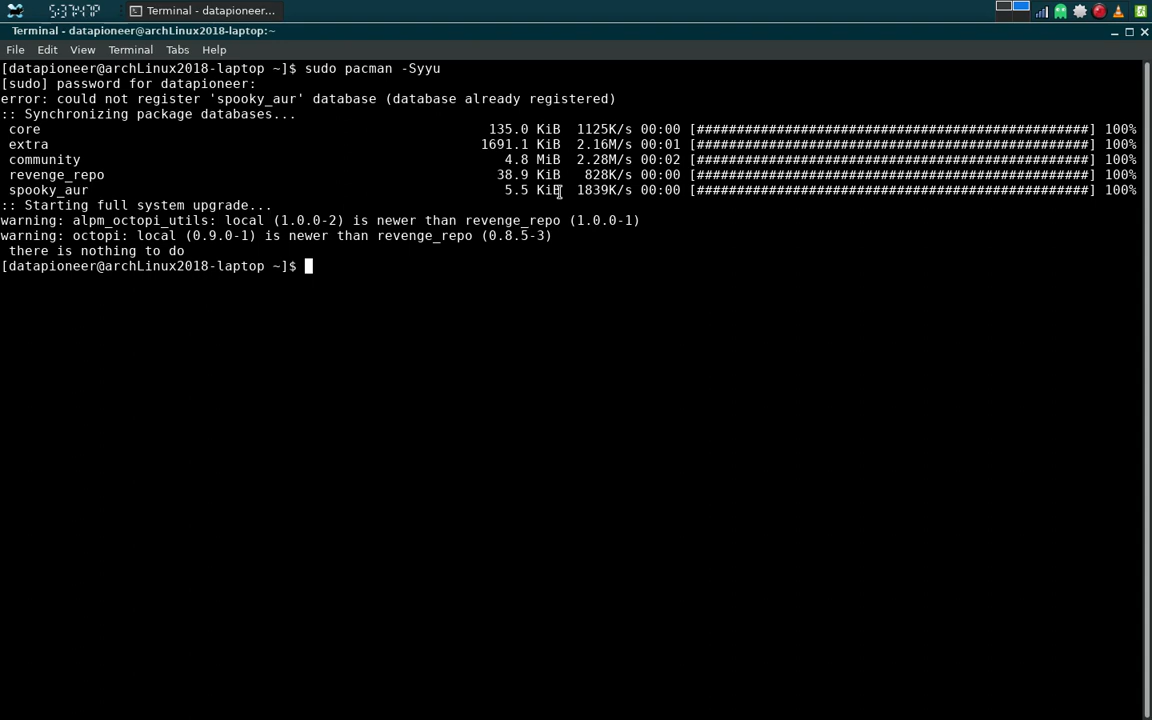 5:37:47P
Terminal - datapioneer...
Terminal - datapioneer@archLinux2018-laptop:~
File Edit View Terminal Tabs Help
[datapioneer@archLinux2018-laptop ~]$ sudo pacman -Syyu
[sudo] password for datapioneer:
error: could not register 'spooky_aur' database (database already registered)
:: Synchronizing package databases...
core 135.0 KiB 1125K/s 00:00 [################################################] 100%
extra 1691.1 KiB 2.16M/s 00:01 [################################################] 100%
community 4.8 MiB 2.28M/s 00:02 [################################################] 100%
revenge_repo 38.9 KiB 828K/s 00:00 [################################################] 100%
spooky_aur 5.5 KiB 1839K/s 00:00 [################################################] 100%
:: Starting full system upgrade...
warning: alpm_octopi_utils: local (1.0.0-2) is newer than revenge_repo (1.0.0-1)
warning: octopi: local (0.9.0-1) is newer than revenge_repo (0.8.5-3)
there is nothing to do
[datapioneer@archLinux2018-laptop ~]$